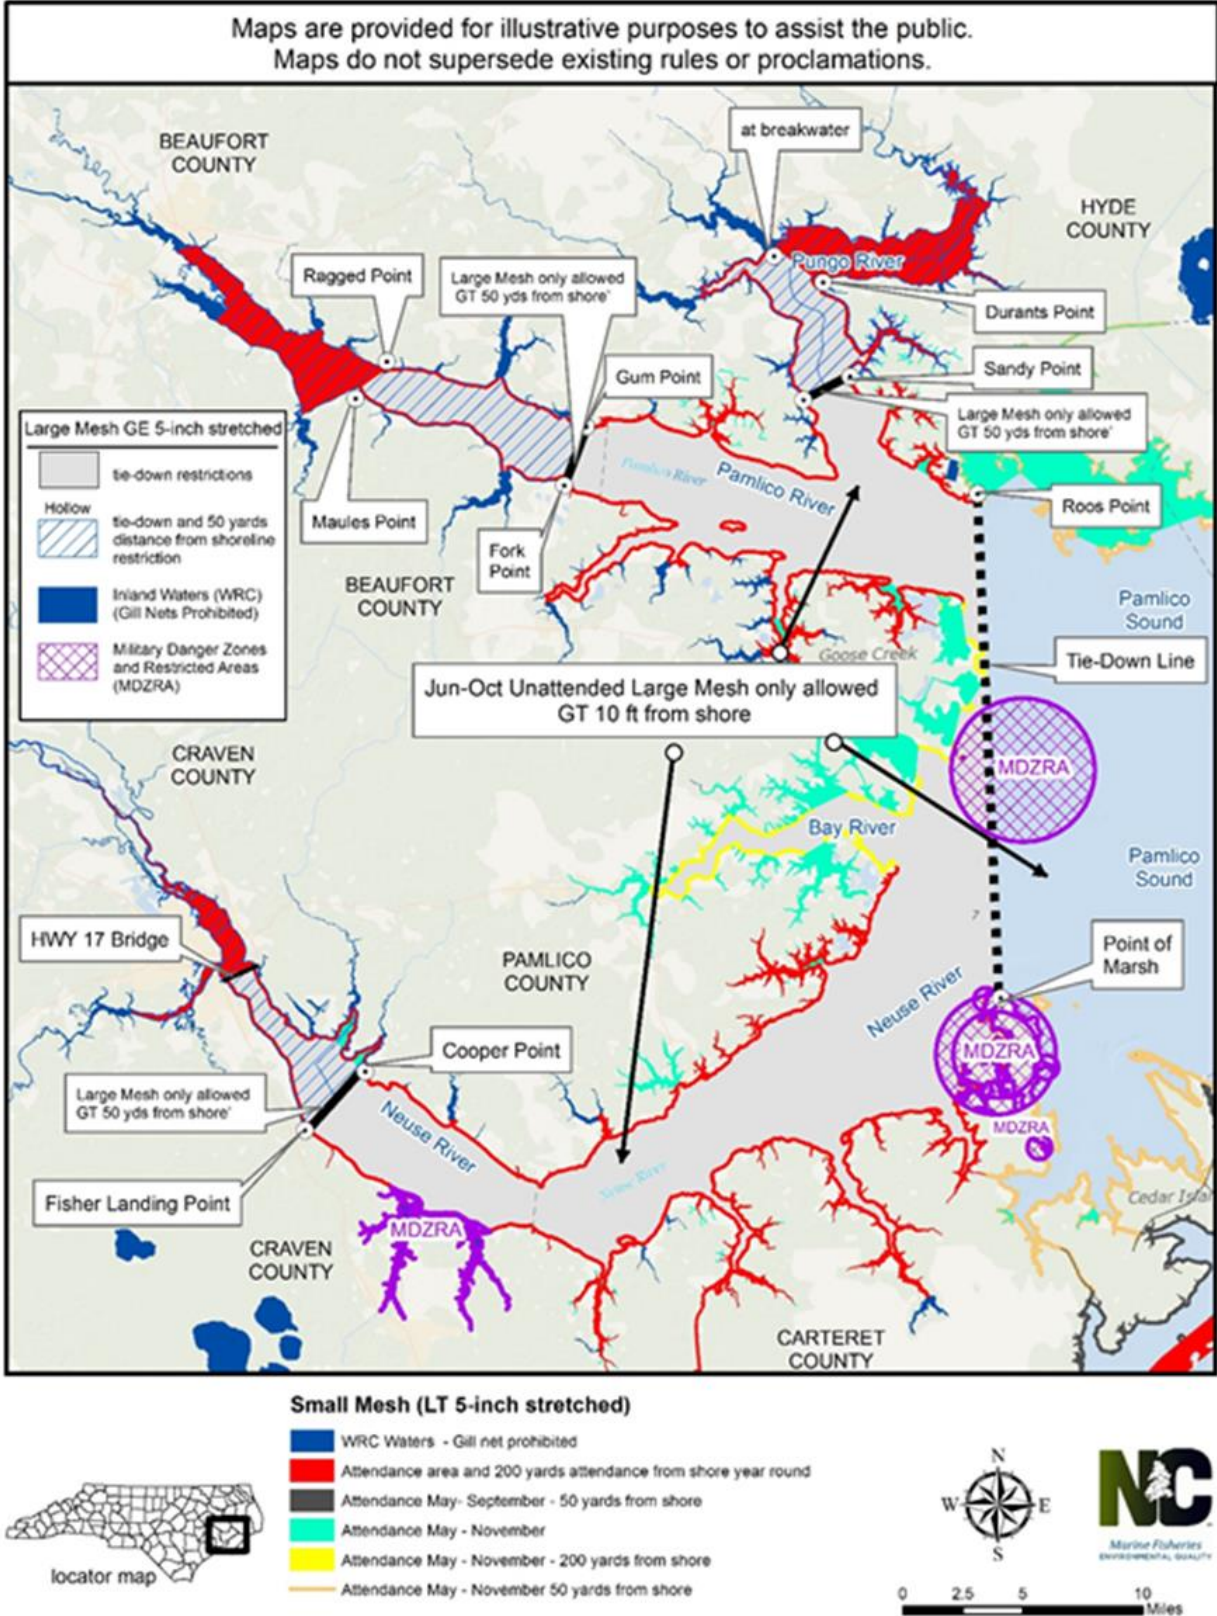 Maps are provided for illustrative purposes to assist the public.
Maps do not supersede existing rules or proclamations.
BEAUFORT
COUNTY
at breakwater
HYDE
COUNTY
Ragged Point
Large Mesh only allowed
GT 50 yds from shore'
Pungo River
Durants Point
Gum Point
Sandy Point
Large Mesh only allowed
GT 50 yds from shore'
Large Mesh GE 5-inch stretched
tie-down restrictions
Hollow
tie-down and 50 yards
distance from shoreline
restriction
Inland Waters (WRC)
(Gill Nets Prohibited)
Military Danger Zones
and Restricted Areas
(MDZRA)
Pamlico River
Pamlico River
Roos Point
Maules Point
Fork
Point
BEAUFORT
COUNTY
Pamlico
Sound
Goose Creek
Tie-Down Line
Jun-Oct Unattended Large Mesh only allowed
GT 10 ft from shore
CRAVEN
COUNTY
MDZRA
Bay River
Pamlico
Sound
7
HWY 17 Bridge
PAMLICO
COUNTY
Point of
Marsh
Neuse River
Cooper Point
MDZRA
Large Mesh only allowed
GT 50 yds from shore'
Neuse River
MDZRA
Neuse River
Fisher Landing Point
Cedar Islan
MDZRA
CRAVEN
COUNTY
CARTERET
COUNTY
Small Mesh (LT 5-inch stretched)
WRC Waters - Gill net prohibited
Attendance area and 200 yards attendance from shore year round
Attendance May- September - 50 yards from shore
Attendance May - November
Attendance May - November - 200 yards from shore
Attendance May - November 50 yards from shore
locator map
N
W
E
S
NC
Marine Fisheries
ENVIRONMENTAL QUALITY
0 2.5 5 10
Miles